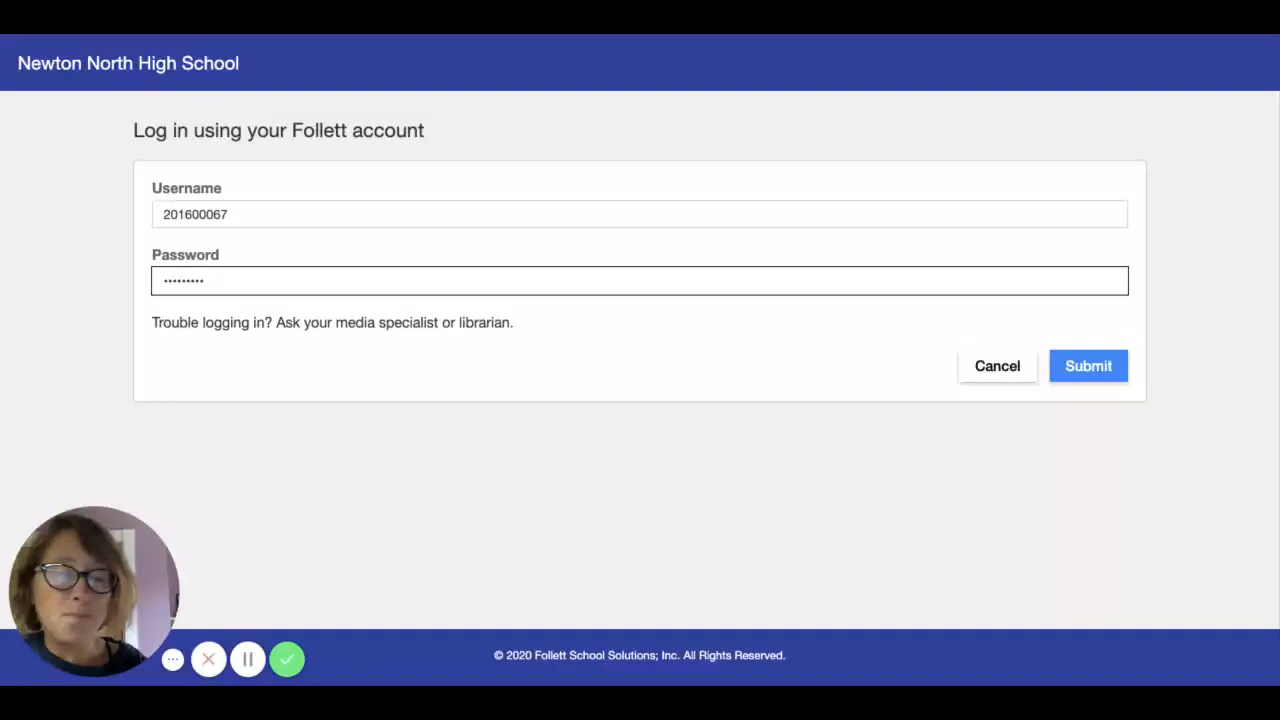 Newton North High School
Log in using your Follett account
Username
201600067
Password
•••••••••
Trouble logging in? Ask your media specialist or librarian.
Cancel Submit
© 2020 Follett School Solutions; Inc. All Rights Reserved.